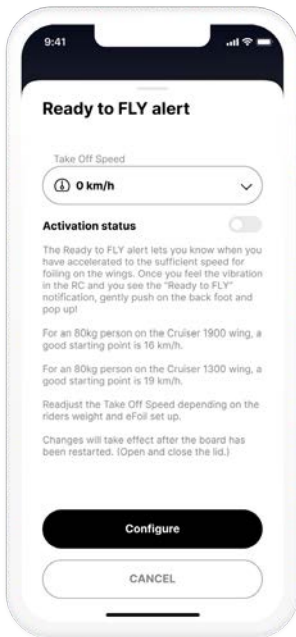 9:41
Ready to FLY alert
Take Off Speed
0 km/h
Activation status
The Ready to FLY alert lets you know when you
have accelerated to the sufficient speed for
foiling on the wings. Once you feel the vibration
in the RC and you see the "Ready to FLY"
notification, gently push on the back foot and
pop up!
For an 80kg person on the Cruiser 1900 wing, a
good starting point is 16 km/h.
For an 80kg person on the Cruiser 1300 wing, a
good starting point is 19 km/h.
Readjust the Take Off Speed depending on the
riders weight and eFoil set up.
Changes will take effect after the board has
been restarted. (Open and close the lid.)
Configure
CANCEL